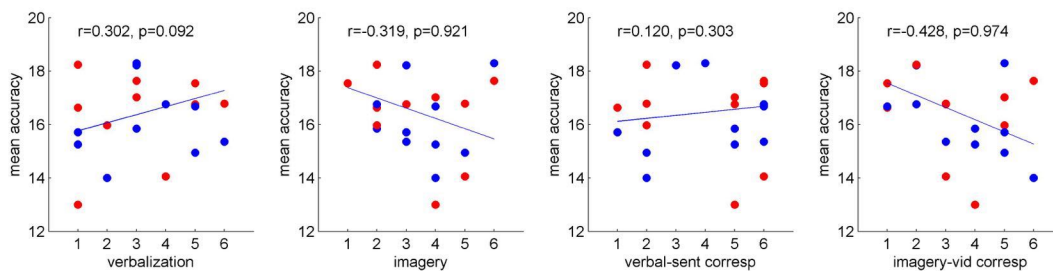 r=0.302, p=0.092
mean accuracy
20
18
16
14
12
1 2 3 4 5 6
verbalization
r=-0.319, p=0.921
mean accuracy
20
18
16
14
12
1 2 3 4 5 6
imagery
r=0.120, p=0.303
mean accuracy
20
18
16
14
12
1 2 3 4 5 6
verbal-sent corresp
r=-0.428, p=0.974
mean accuracy
20
18
16
14
12
1 2 3 4 5 6
imagery-vid corresp